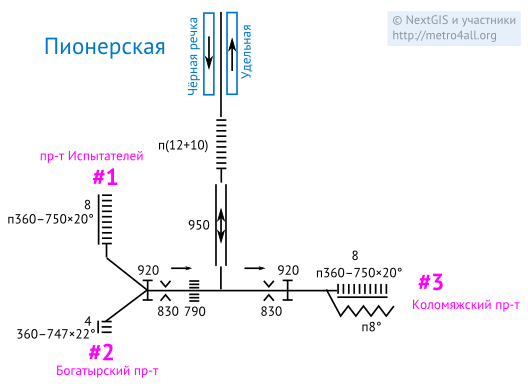 © NextGIS и участники
http://metro4all.org
Пионерская
Чёрная речка
Удельная
п(12+10)
пр-т Испытателей
#1
8
п360–750×20°
950
920
920
830
790
830
8
п360–750×20°
#3
Коломяжский пр-т
п8°
4
360–747×22°
#2
Богатырский пр-т